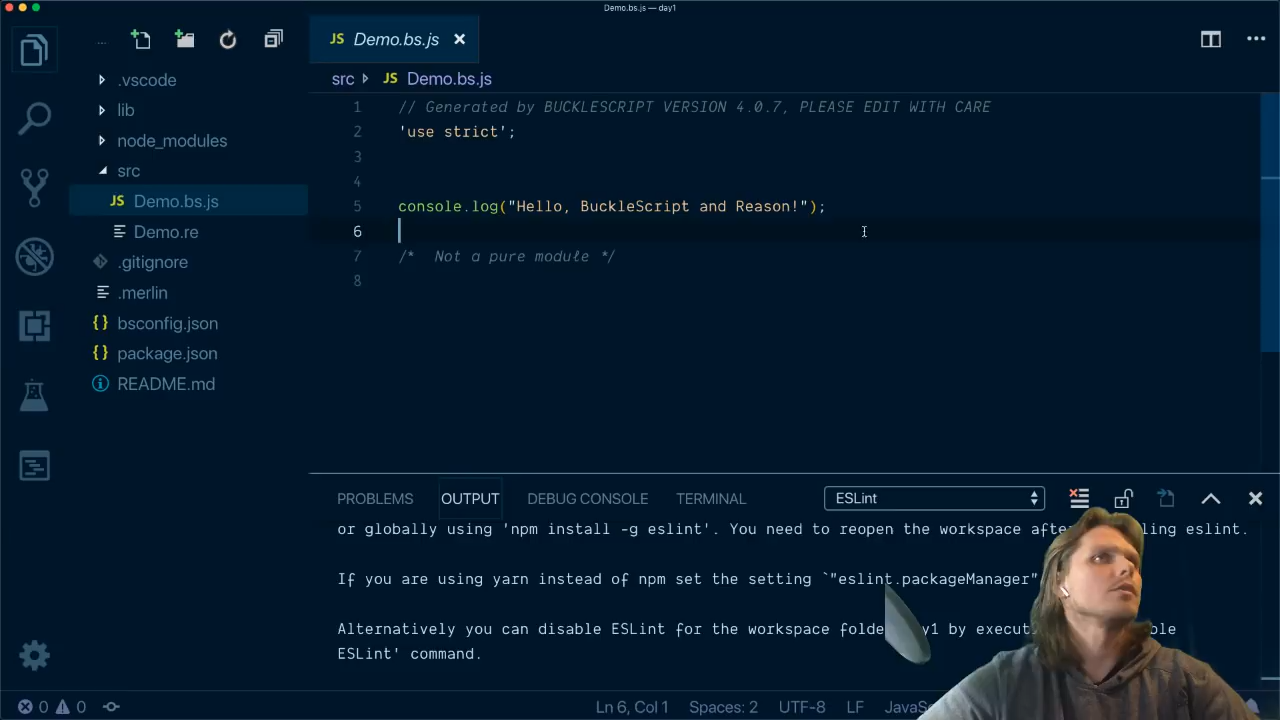 Demo.bs.js — day1
...
JS Demo.bs.js
src JS Demo.bs.js
.vscode
lib
node_modules
src
JS Demo.bs.js
Demo.re
.gitignore
.merlin
{} bsconfig.json
{} package.json
README.md
1 // Generated by BUCKLESCRIPT VERSION 4.0.7, PLEASE EDIT WITH CARE
2 'use strict';
3
4
5 console.log("Hello, BuckleScript and Reason!");
6
7 /*  Not a pure module */
8
PROBLEMS OUTPUT DEBUG CONSOLE TERMINAL ESLint
or globally using 'npm install -g eslint'. You need to reopen the workspace eslint.
If you are using yarn instead of npm set the setting `"eslint.packageManager"
Alternatively you can disable ESLint for the workspace by
ESLint' command.
0 0 Ln 6, Col 1 Spaces: 2 UTF-8 LF